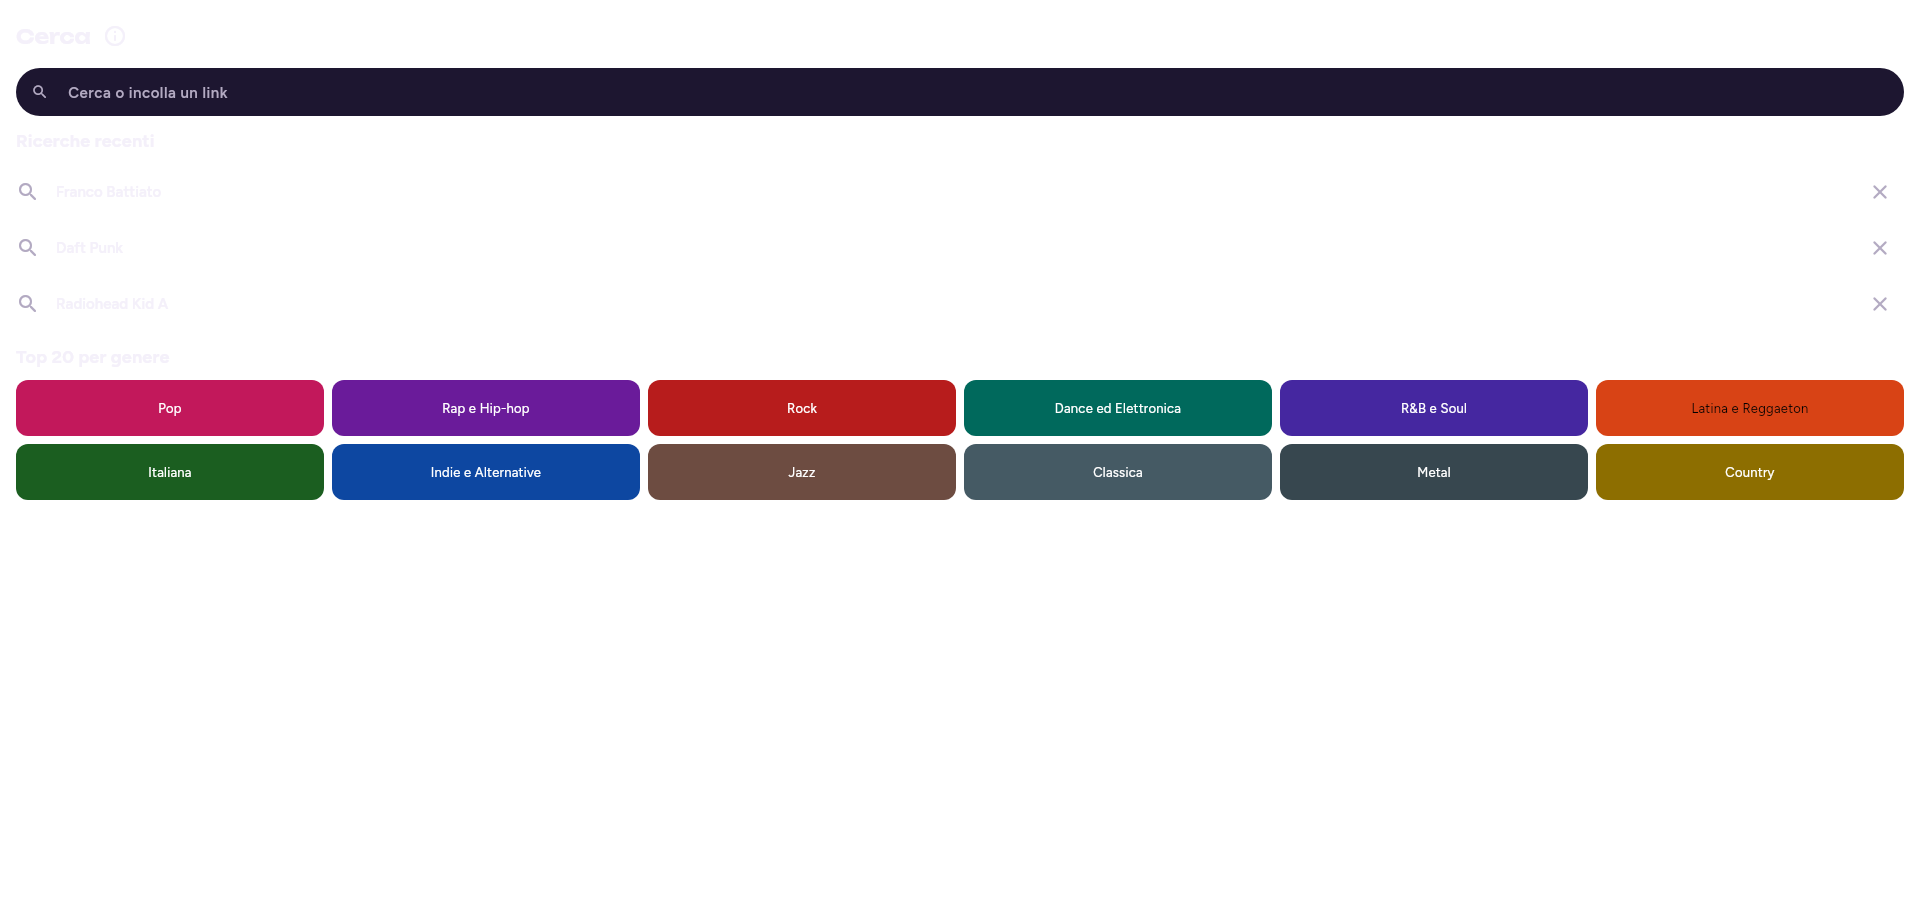 Cerca
Cerca o incolla un link
Ricerche recenti
Franco Battiato
Daft Punk
Radiohead Kid A
Top 20 per genere
Pop
Rap e Hip-hop
Rock
Dance ed Elettronica
R&B e Soul
Latina e Reggaeton
Italiana
Indie e Alternative
Jazz
Classica
Metal
Country